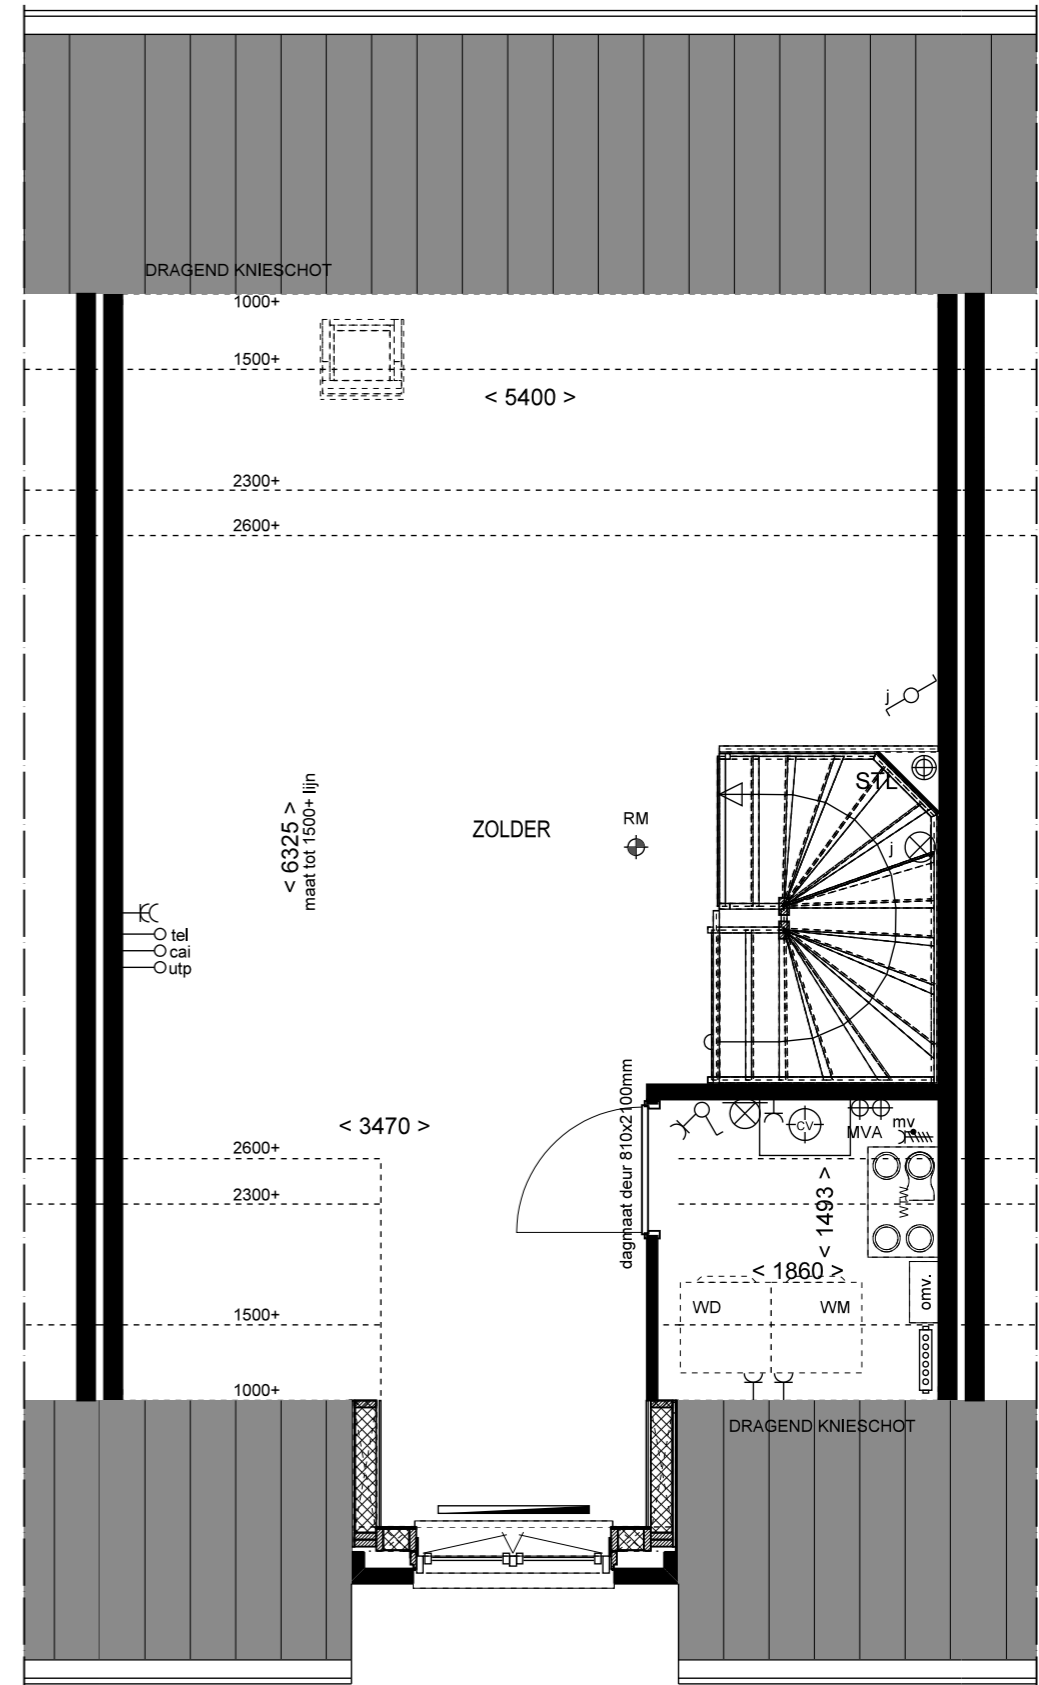 DRAGEND KNIESCHOT
1000+
1500+
< 5400 >
2300+
2600+
j
STL
< 6325 >
maat tot 1500+ lijn
ZOLDER
RM
j
tel
cai
utp
dagmaat deur 810x2100mm
< 3470 >
CV
MVA
mv
2600+
WTW
< 1493 >
2300+
< 1860 >
omv.
WD
WM
1500+
1000+
DRAGEND KNIESCHOT